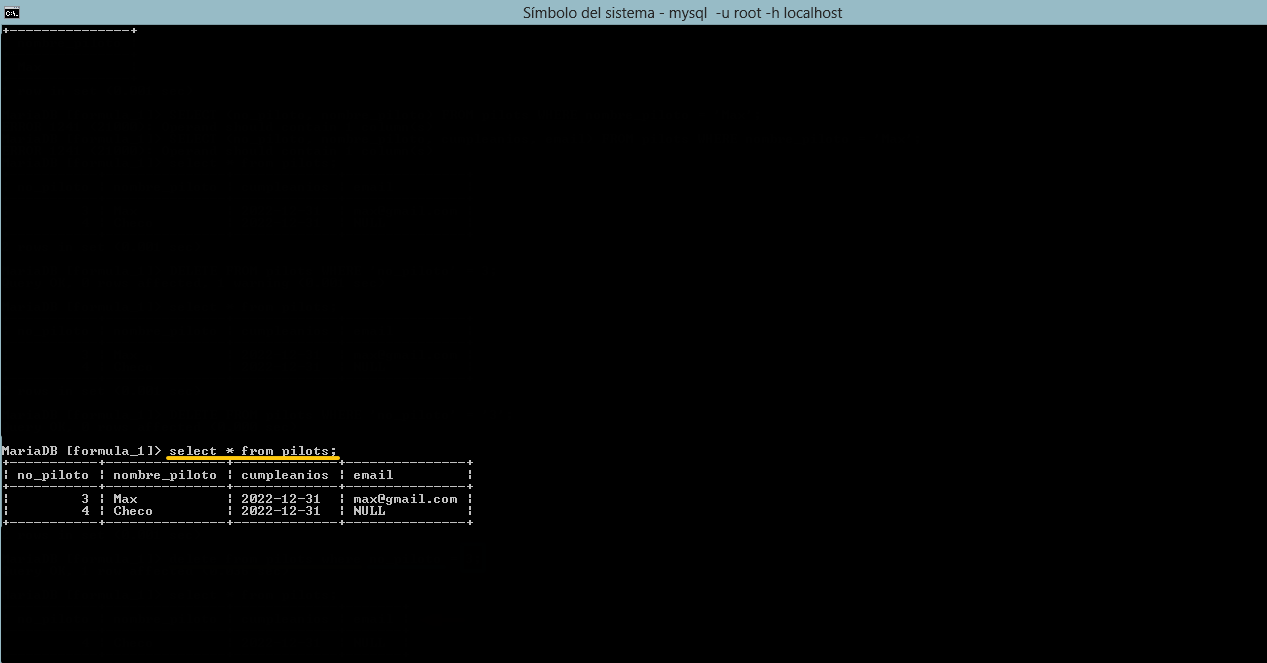 Símbolo del sistema - mysql -u root -h localhost
+---------------+
MariaDB [formula_1]> select * from pilots;
+-----------+---------------+-------------+---------------+
| no_piloto | nombre_piloto | cumpleanios | email         |
+-----------+---------------+-------------+---------------+
|         3 | Max           | 2022-12-31  | max@gmail.com |
|         4 | Checo         | 2022-12-31  | NULL          |
+-----------+---------------+-------------+---------------+